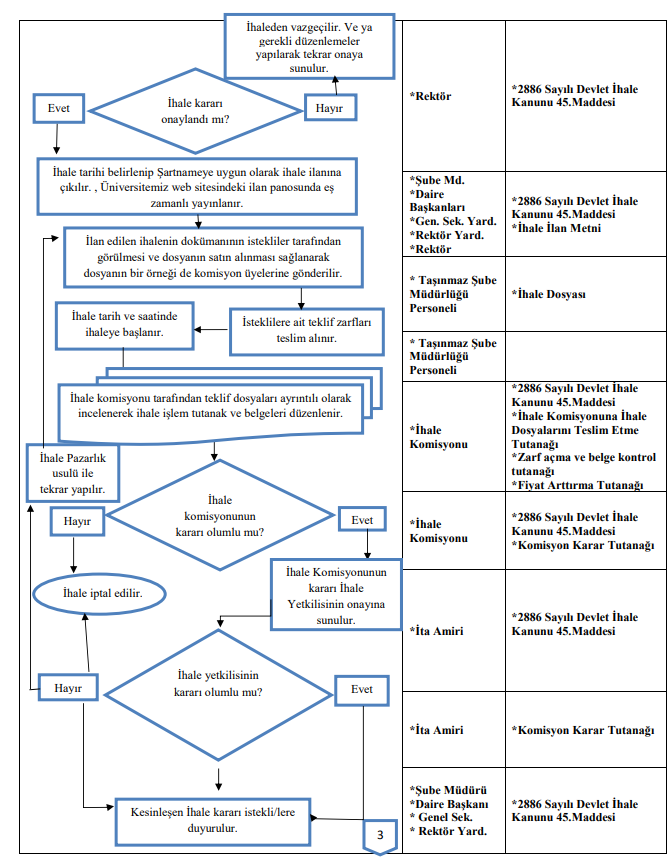 İhaleden vazgeçilir. Ve ya
gerekli düzenlemeler
yapılarak tekrar onaya
sunulur.
İhale kararı
onaylandı mı?
Evet
Hayır
*Rektör
*2886 Sayılı Devlet İhale
Kanunu 45.Maddesi
İhale tarihi belirlenip Şartnameye uygun olarak ihale ilanına
çıkılır. , Üniversitemiz web sitesindeki ilan panosunda eş
zamanlı yayınlanır.
*Şube Md.
*Daire
Başkanları
*Gen. Sek. Yard.
*Rektör Yard.
*Rektör
*2886 Sayılı Devlet İhale
Kanunu 45.Maddesi
*İhale İlan Metni
İlan edilen ihalenin dokümanının istekliler tarafından
görülmesi ve dosyanın satın alınması sağlanarak
dosyanın bir örneği de komisyon üyelerine gönderilir.
* Taşınmaz Şube
Müdürlüğü
Personeli
*İhale Dosyası
İhale tarih ve saatinde
ihaleye başlanır.
İsteklilere ait teklif zarfları
teslim alınır.
* Taşınmaz Şube
Müdürlüğü
Personeli
İhale komisyonu tarafından teklif dosyaları ayrıntılı olarak
incelenerek ihale işlem tutanak ve belgeleri düzenlenir.
*İhale
Komisyonu
*2886 Sayılı Devlet İhale
Kanunu 45.Maddesi
*İhale Komisyonuna İhale
Dosyalarını Teslim Etme
Tutanağı
*Zarf açma ve belge kontrol
tutanağı
*Fiyat Arttırma Tutanağı
İhale Pazarlık
usulü ile
tekrar yapılır.
İhale
komisyonunun
kararı olumlu mu?
Hayır
Evet
*İhale
Komisyonu
*2886 Sayılı Devlet İhale
Kanunu 45.Maddesi
*Komisyon Karar Tutanağı
İhale iptal edilir.
İhale Komisyonunun
kararı İhale
Yetkilisinin onayına
sunulur.
*İta Amiri
*2886 Sayılı Devlet İhale
Kanunu 45.Maddesi
İhale yetkilisinin
kararı olumlu mu?
Hayır
Evet
*İta Amiri
*Komisyon Karar Tutanağı
Kesinleşen İhale kararı istekli/lere
duyurulur.
3
*Şube Müdürü
*Daire Başkanı
* Genel Sek.
* Rektör Yard.
*2886 Sayılı Devlet İhale
Kanunu 45.Maddesi